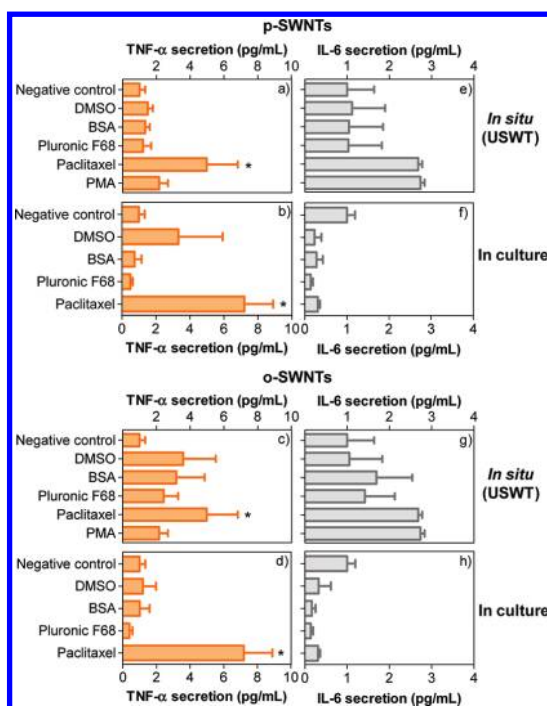 p-SWNTs
TNF-α secretion (pg/mL) IL-6 secretion (pg/mL)
0 2 4 6 8 10 0 1 2 3 4
Negative control a) e)
DMSO
BSA
Pluronic F68
Paclitaxel *
PMA
In situ
(USWT)
Negative control b) f)
DMSO
BSA
Pluronic F68
Paclitaxel *
In culture
0 2 4 6 8 10 0 1 2 3 4
TNF-α secretion (pg/mL) IL-6 secretion (pg/mL)
o-SWNTs
TNF-α secretion (pg/mL) IL-6 secretion (pg/mL)
0 2 4 6 8 10 0 1 2 3 4
Negative control c) g)
DMSO
BSA
Pluronic F68
Paclitaxel *
PMA
In situ
(USWT)
Negative control d) h)
DMSO
BSA
Pluronic F68
Paclitaxel *
In culture
0 2 4 6 8 10 0 1 2 3 4
TNF-α secretion (pg/mL) IL-6 secretion (pg/mL)